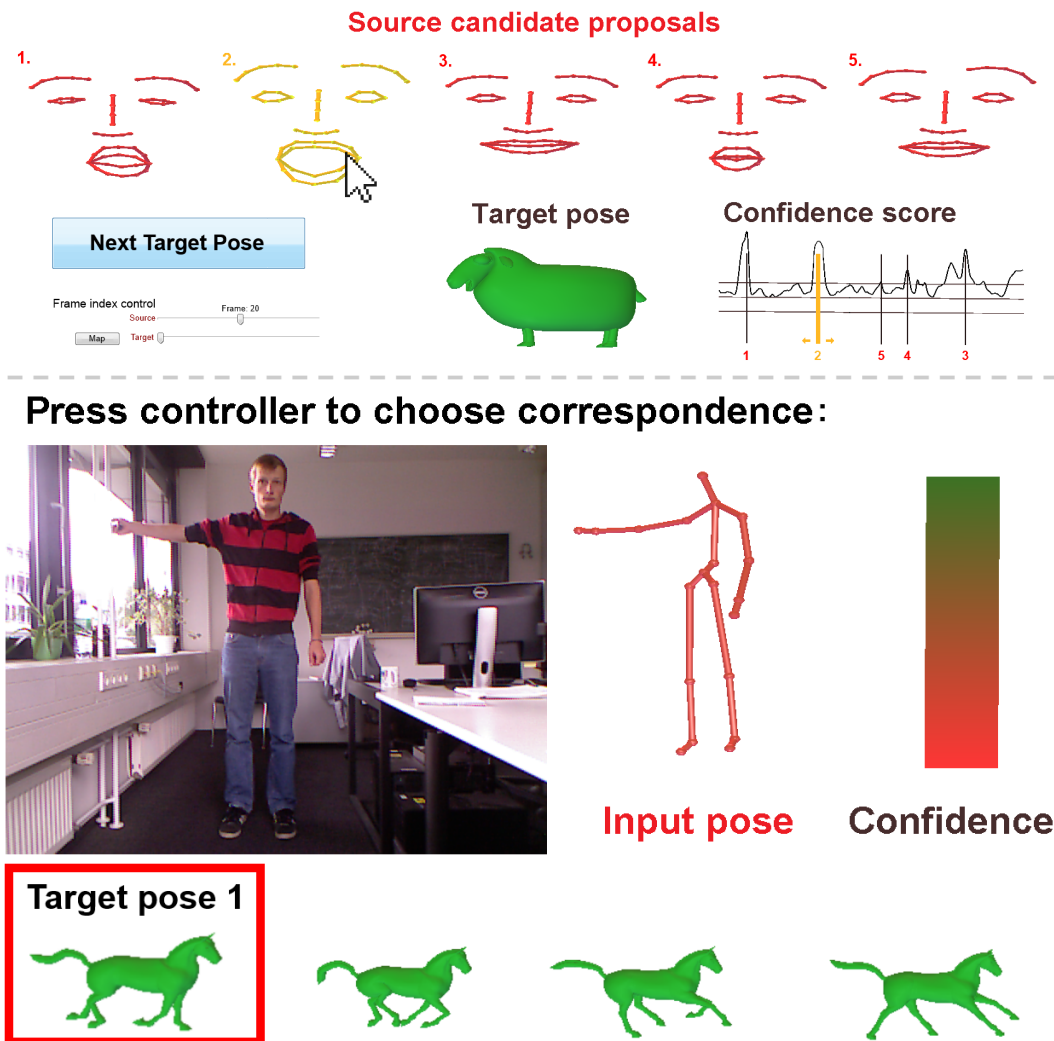 Source candidate proposals
1.
2.
3.
4.
5.
Target pose
Confidence score
Next Target Pose
Frame index control
Frame: 20
Source
Map
Target
1
2
5
4
3
Press controller to choose correspondence:
Input pose
Confidence
Target pose 1